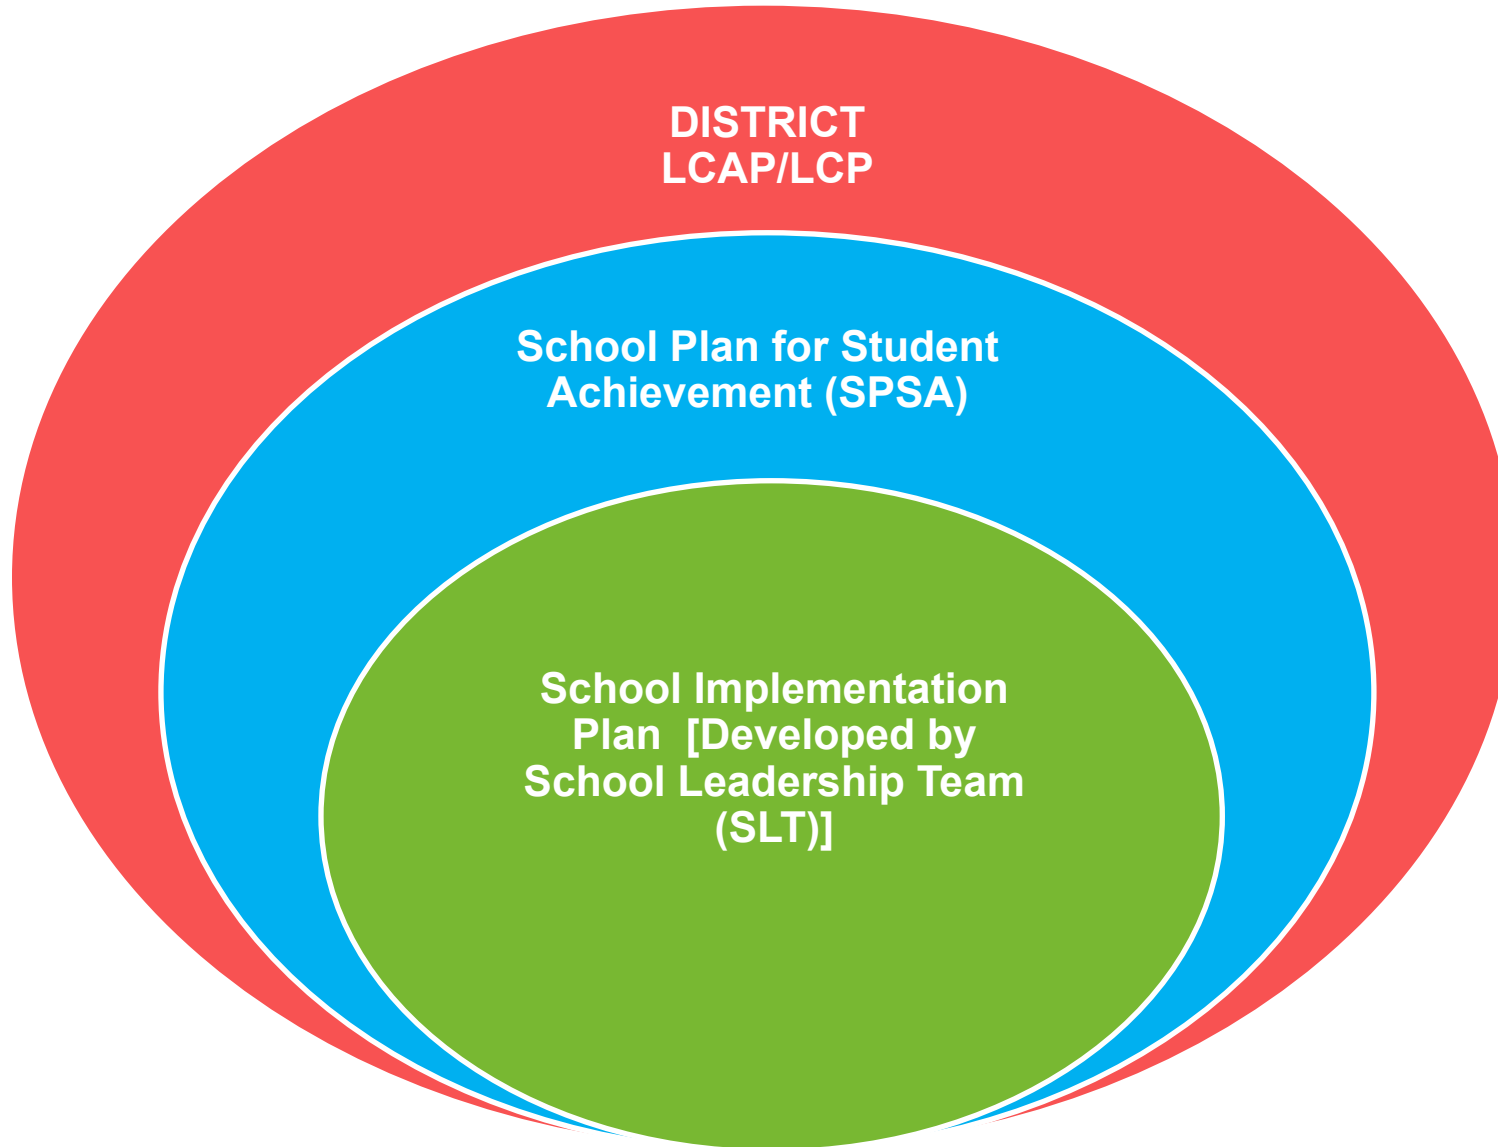 DISTRICT
LCAP/LCP
School Plan for Student
Achievement (SPSA)
School Implementation
Plan  [Developed by
School Leadership Team
(SLT)]